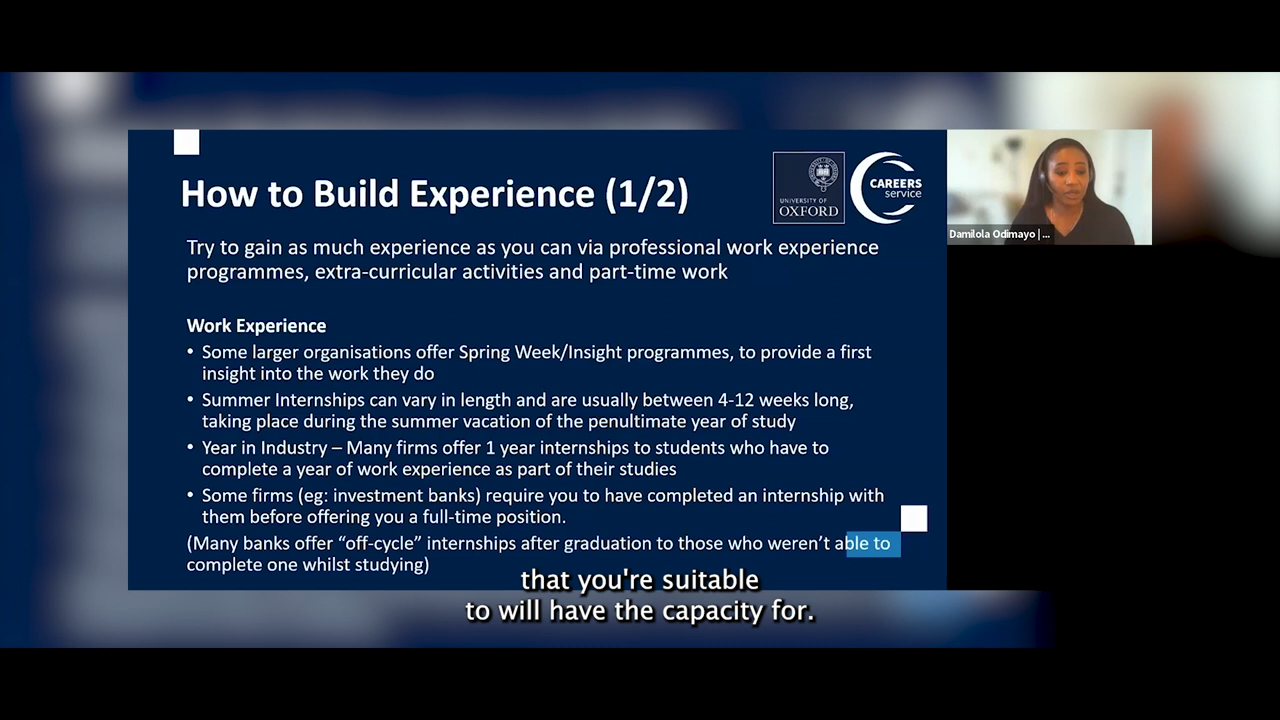 How to Build Experience (1/2)
UNIVERSITY OF
OXFORD
CAREERS
service
Damilola Odimayo | ...
Try to gain as much experience as you can via professional work experience
programmes, extra-curricular activities and part-time work
Work Experience
• Some larger organisations offer Spring Week/Insight programmes, to provide a first
insight into the work they do
• Summer Internships can vary in length and are usually between 4-12 weeks long,
taking place during the summer vacation of the penultimate year of study
• Year in Industry – Many firms offer 1 year internships to students who have to
complete a year of work experience as part of their studies
• Some firms (eg: investment banks) require you to have completed an internship with
them before offering you a full-time position.
(Many banks offer “off-cycle” internships after graduation to those who weren’t able to
complete one whilst studying)
that you're suitable
to will have the capacity for.